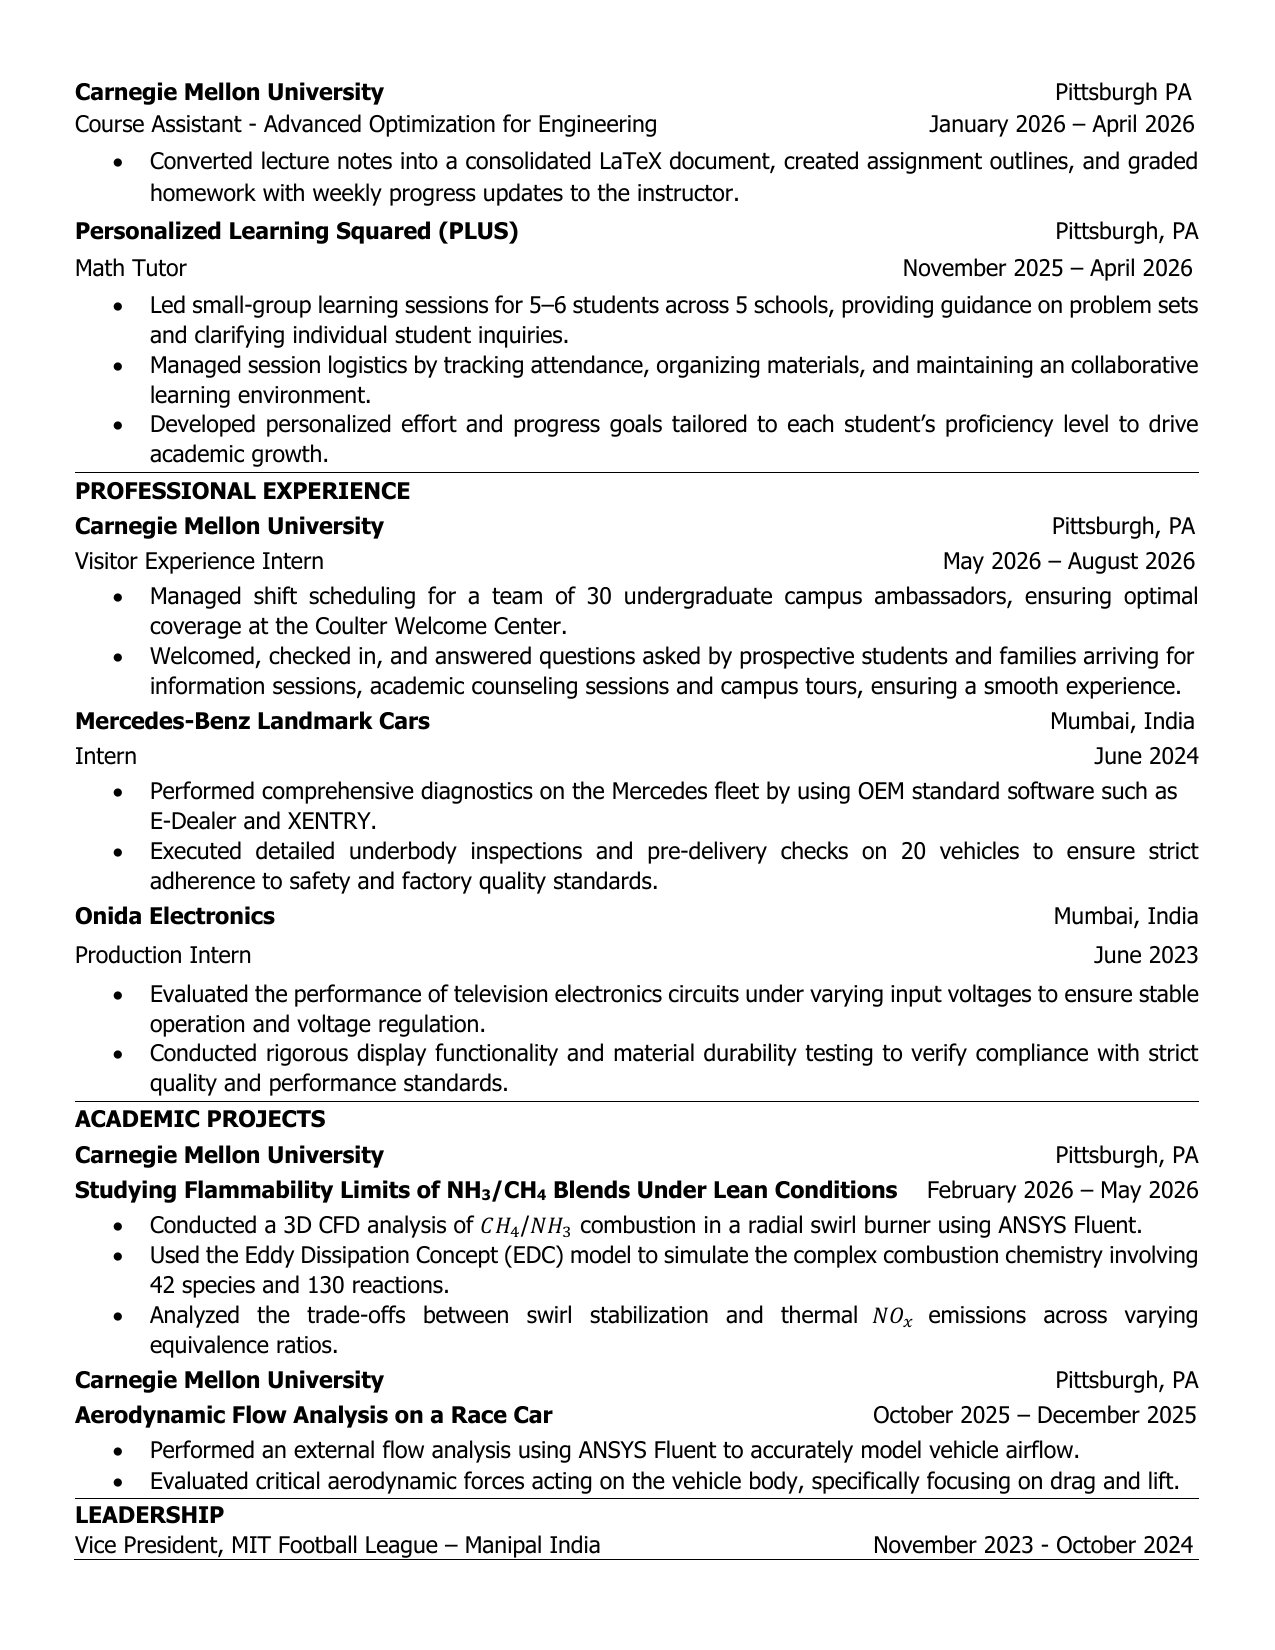 Carnegie Mellon University Pittsburgh PA
Course Assistant - Advanced Optimization for Engineering January 2026 – April 2026
• Converted lecture notes into a consolidated LaTeX document, created assignment outlines, and graded
homework with weekly progress updates to the instructor.
Personalized Learning Squared (PLUS) Pittsburgh, PA
Math Tutor November 2025 – April 2026
• Led small-group learning sessions for 5–6 students across 5 schools, providing guidance on problem sets
and clarifying individual student inquiries.
• Managed session logistics by tracking attendance, organizing materials, and maintaining an collaborative
learning environment.
• Developed personalized effort and progress goals tailored to each student’s proficiency level to drive
academic growth.
PROFESSIONAL EXPERIENCE
Carnegie Mellon University Pittsburgh, PA
Visitor Experience Intern May 2026 – August 2026
• Managed shift scheduling for a team of 30 undergraduate campus ambassadors, ensuring optimal
coverage at the Coulter Welcome Center.
• Welcomed, checked in, and answered questions asked by prospective students and families arriving for
information sessions, academic counseling sessions and campus tours, ensuring a smooth experience.
Mercedes-Benz Landmark Cars Mumbai, India
Intern June 2024
• Performed comprehensive diagnostics on the Mercedes fleet by using OEM standard software such as
E-Dealer and XENTRY.
• Executed detailed underbody inspections and pre-delivery checks on 20 vehicles to ensure strict
adherence to safety and factory quality standards.
Onida Electronics Mumbai, India
Production Intern June 2023
• Evaluated the performance of television electronics circuits under varying input voltages to ensure stable
operation and voltage regulation.
• Conducted rigorous display functionality and material durability testing to verify compliance with strict
quality and performance standards.
ACADEMIC PROJECTS
Carnegie Mellon University Pittsburgh, PA
Studying Flammability Limits of NH₃/CH₄ Blends Under Lean Conditions February 2026 – May 2026
• Conducted a 3D CFD analysis of CH₄/NH₃ combustion in a radial swirl burner using ANSYS Fluent.
• Used the Eddy Dissipation Concept (EDC) model to simulate the complex combustion chemistry involving
42 species and 130 reactions.
• Analyzed the trade-offs between swirl stabilization and thermal NOₓ emissions across varying
equivalence ratios.
Carnegie Mellon University Pittsburgh, PA
Aerodynamic Flow Analysis on a Race Car October 2025 – December 2025
• Performed an external flow analysis using ANSYS Fluent to accurately model vehicle airflow.
• Evaluated critical aerodynamic forces acting on the vehicle body, specifically focusing on drag and lift.
LEADERSHIP
Vice President, MIT Football League – Manipal India November 2023 - October 2024